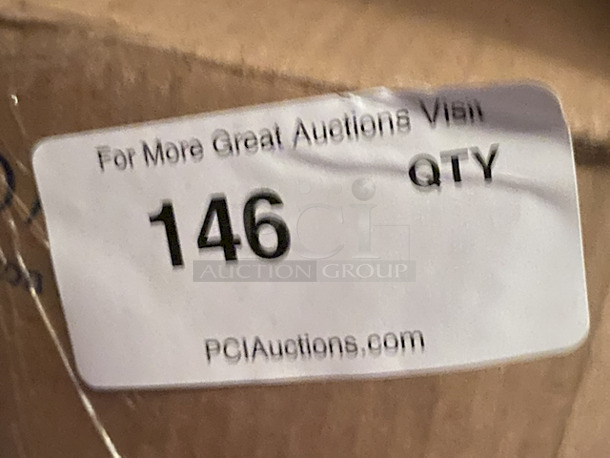 For More Great Auctions Visit
QTY
146
PCI
AUCTION GROUP
PCIAuctions.com